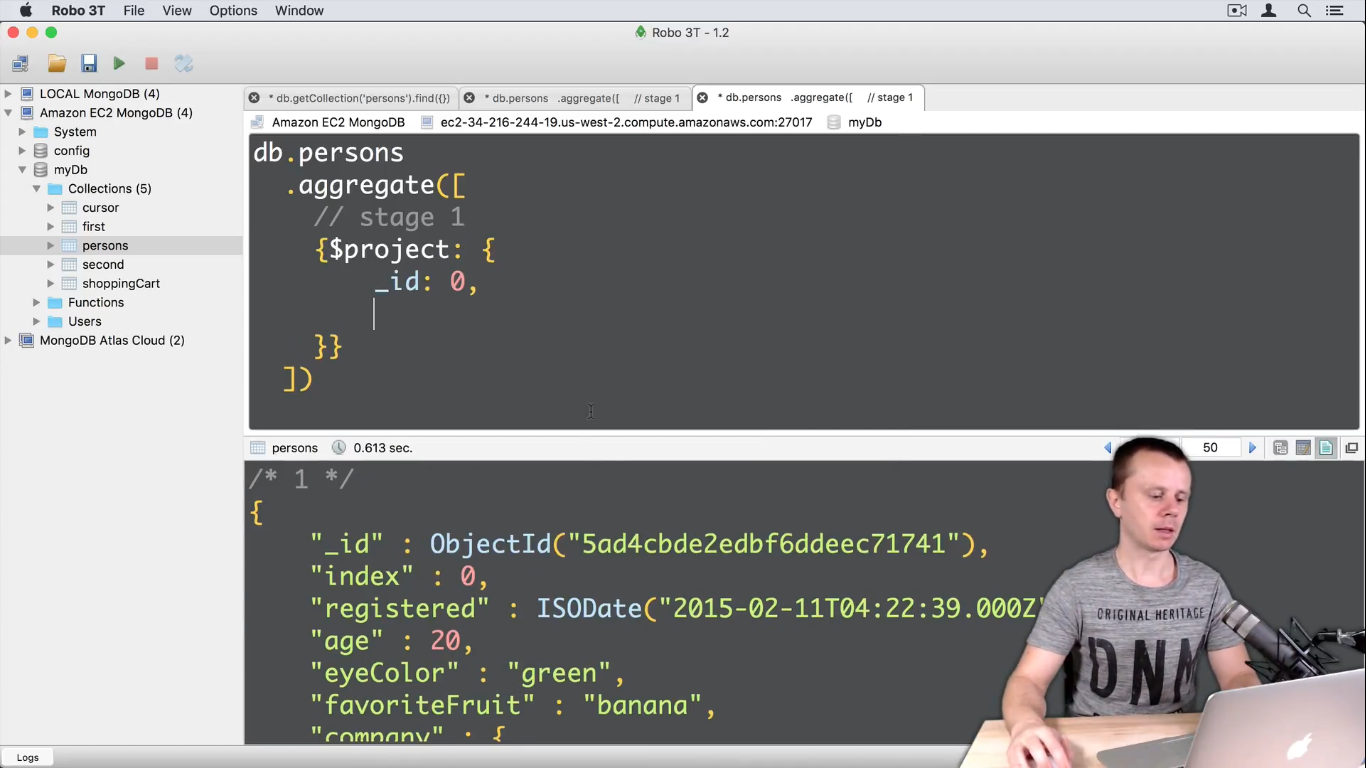 Robo 3T File View Options Window
Robo 3T - 1.2
LOCAL MongoDB (4)
Amazon EC2 MongoDB (4)
System
config
myDb
Collections (5)
cursor
first
persons
second
shoppingCart
Functions
Users
MongoDB Atlas Cloud (2)
* db.getCollection('persons').find({})
* db.persons .aggregate([ // stage 1
* db.persons .aggregate([ // stage 1
Amazon EC2 MongoDB ec2-34-216-244-19.us-west-2.compute.amazonaws.com:27017 myDb
db.persons
.aggregate([
// stage 1
{$project: {
_id: 0,
}}
])
persons 0.613 sec. 50
/* 1 */
{
"_id" : ObjectId("5ad4cbde2edbf6ddeec71741"),
"index" : 0,
"registered" : ISODate("2015-02-11T04:22:39.000Z"
"age" : 20,
"eyeColor" : "green",
"favoriteFruit" : "banana",
"company" : {
ORIGINAL HERITAGE
DNM
Logs